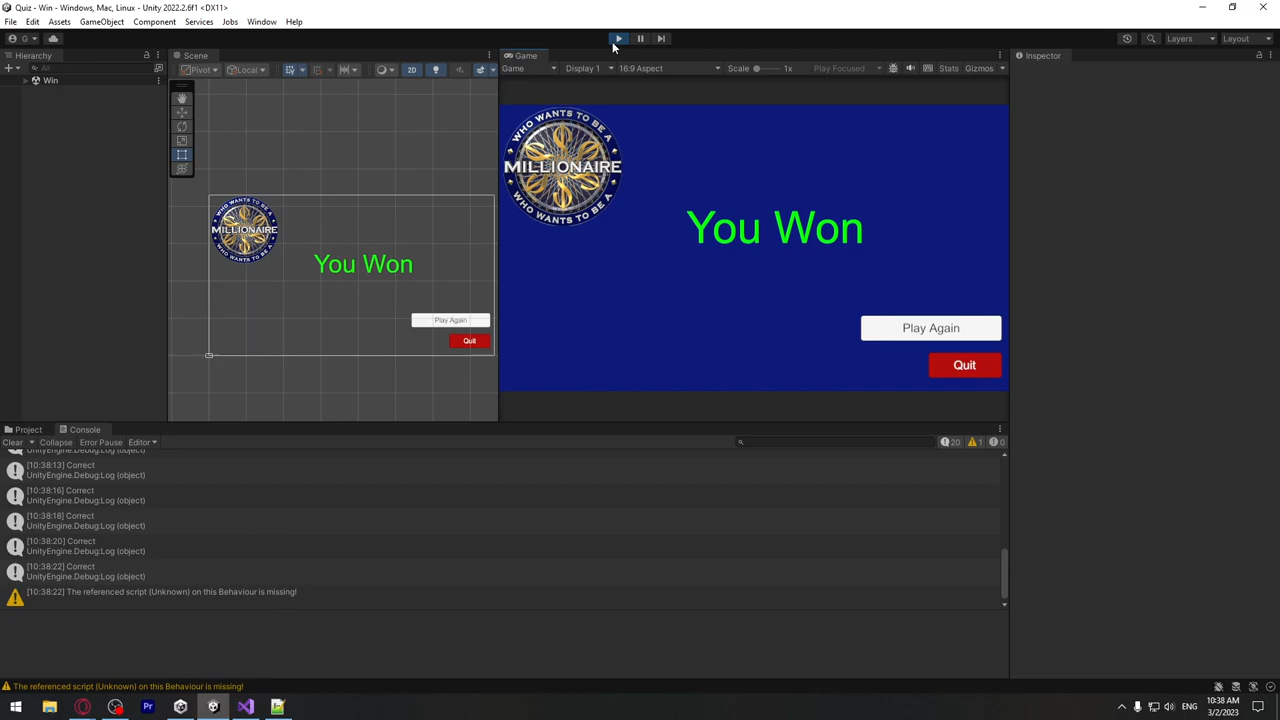 Quiz - Win - Windows, Mac, Linux - Unity 2022.2.6f1 <DX11>
File Edit Assets GameObject Component Services Jobs Window Help
G Layers Layout
Hierarchy Scene Game Inspector
All Pivot Local 2D Game Display 1 16:9 Aspect Scale 1x Play Focused Stats Gizmos
Win
WHO WANTS TO BE A
MILLIONAIRE
WHO WANTS TO BE A
You Won
Play Again
Quit
WHO WANTS TO BE A
MILLIONAIRE
WHO WANTS TO BE A
You Won
Play Again
Quit
Project Console
Clear Collapse Error Pause Editor 20 1 0
UnityEngine.Debug:Log (object)
[10:38:13] Correct
UnityEngine.Debug:Log (object)
[10:38:16] Correct
UnityEngine.Debug:Log (object)
[10:38:18] Correct
UnityEngine.Debug:Log (object)
[10:38:20] Correct
UnityEngine.Debug:Log (object)
[10:38:22] Correct
UnityEngine.Debug:Log (object)
[10:38:22] The referenced script (Unknown) on this Behaviour is missing!
The referenced script (Unknown) on this Behaviour is missing!
Pr ENG 10:38 AM
3/2/2023